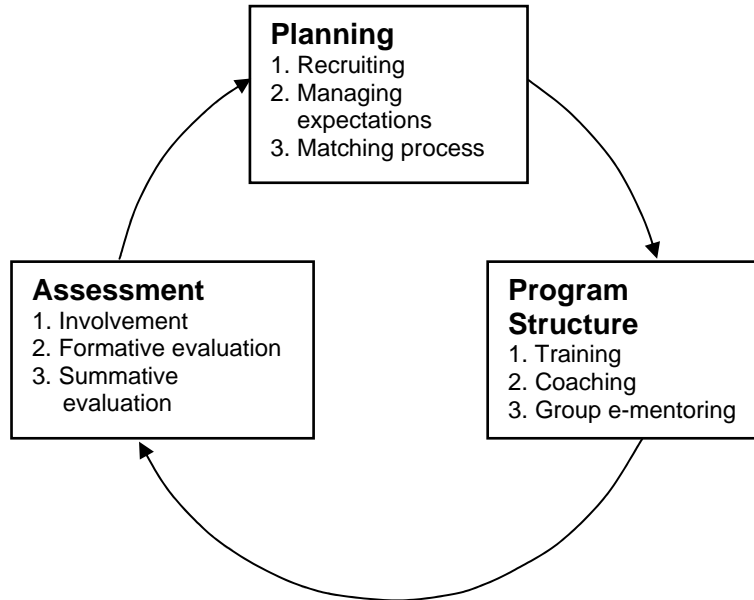 Planning
1. Recruiting
2. Managing
expectations
3. Matching process
Assessment
1. Involvement
2. Formative evaluation
3. Summative
evaluation
Program
Structure
1. Training
2. Coaching
3. Group e-mentoring